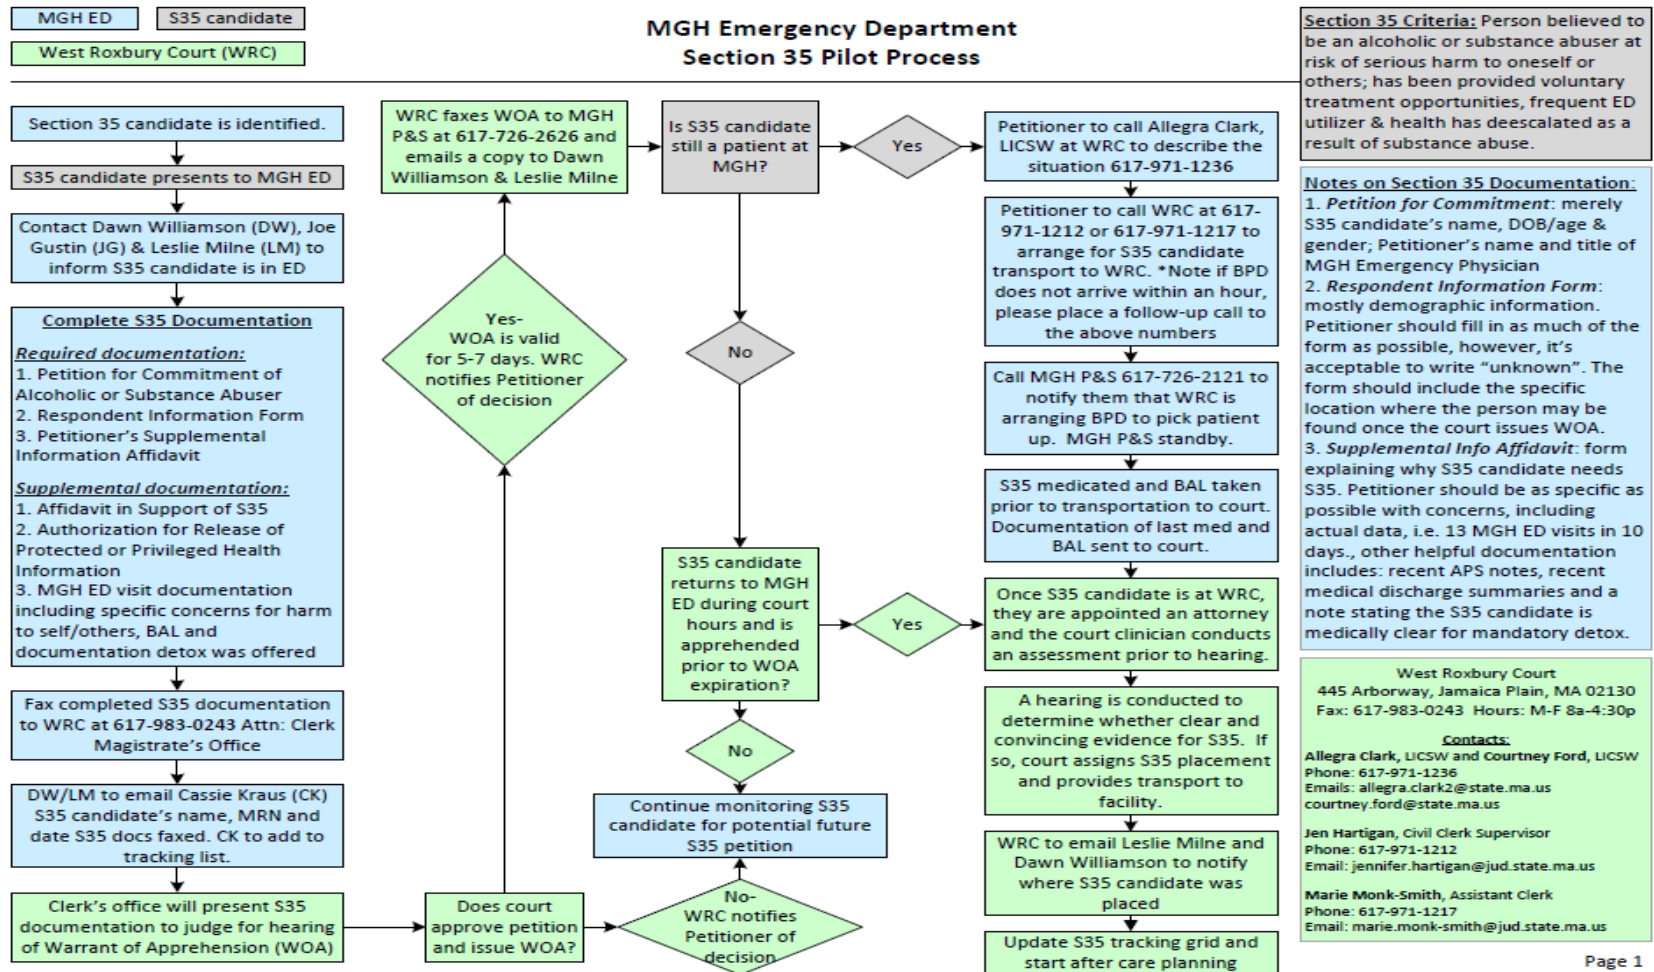 MGH ED
S35 candidate
West Roxbury Court (WRC)
MGH Emergency Department
Section 35 Pilot Process
Section 35 candidate is identified.
S35 candidate presents to MGH ED
Contact Dawn Williamson (DW), Joe
Gustin (JG) & Leslie Milne (LM) to
inform S35 candidate is in ED
Complete S35 Documentation
Required documentation:
1. Petition for Commitment of
Alcoholic or Substance Abuser
2. Respondent Information Form
3. Petitioner's Supplemental
Information Affidavit
Supplemental documentation:
1. Affidavit in Support of S35
2. Authorization for Release of
Protected or Privileged Health
Information
3. MGH ED visit documentation
including specific concerns for harm
to self/others, BAL and
documentation detox was offered
Fax completed S35 documentation
to WRC at 617-983-0243 Attn: Clerk
Magistrate's Office
DW/LM to email Cassie Kraus (CK)
S35 candidate's name, MRN and
date S35 docs faxed. CK to add to
tracking list.
Clerk's office will present S35
documentation to judge for hearing
of Warrant of Apprehension (WOA)
WRC faxes WOA to MGH
P&S at 617-726-2626 and
emails a copy to Dawn
Williamson & Leslie Milne
Yes-
WOA is valid
for 5-7 days. WRC
notifies Petitioner
of decision
Does court
approve petition
and issue WOA?
Is S35 candidate
still a patient at
MGH?
Yes
No
S35 candidate
returns to MGH
ED during court
hours and is
apprehended
prior to WOA
expiration?
Yes
No
Continue monitoring S35
candidate for potential future
S35 petition
No-
WRC notifies
Petitioner of
decision
Petitioner to call Allegra Clark,
LICSW at WRC to describe the
situation 617-971-1236
Petitioner to call WRC at 617-
971-1212 or 617-971-1217 to
arrange for S35 candidate
transport to WRC. *Note if BPD
does not arrive within an hour,
please place a follow-up call to
the above numbers
Call MGH P&S 617-726-2121 to
notify them that WRC is
arranging BPD to pick patient
up. MGH P&S standby.
S35 medicated and BAL taken
prior to transportation to court.
Documentation of last med and
BAL sent to court.
Once S35 candidate is at WRC,
they are appointed an attorney
and the court clinician conducts
an assessment prior to hearing.
A hearing is conducted to
determine whether clear and
convincing evidence for S35. If
so, court assigns S35 placement
and provides transport to
facility.
WRC to email Leslie Milne and
Dawn Williamson to notify
where S35 candidate was
placed
Update S35 tracking grid and
start after care planning
Section 35 Criteria: Person believed to
be an alcoholic or substance abuser at
risk of serious harm to oneself or
others; has been provided voluntary
treatment opportunities, frequent ED
utilizer & health has deescalated as a
result of substance abuse.
Notes on Section 35 Documentation:
1. Petition for Commitment: merely
S35 candidate's name, DOB/age &
gender; Petitioner's name and title of
MGH Emergency Physician
2. Respondent Information Form:
mostly demographic information.
Petitioner should fill in as much of the
form as possible, however, it's
acceptable to write "unknown". The
form should include the specific
location where the person may be
found once the court issues WOA.
3. Supplemental Info Affidavit: form
explaining why S35 candidate needs
S35. Petitioner should be as specific as
possible with concerns, including
actual data, i.e. 13 MGH ED visits in 10
days., other helpful documentation
includes: recent APS notes, recent
medical discharge summaries and a
note stating the S35 candidate is
medically clear for mandatory detox.
West Roxbury Court
445 Arborway, Jamaica Plain, MA 02130
Fax: 617-983-0243 Hours: M-F 8a-4:30p
Contacts:
Allegra Clark, LICSW and Courtney Ford, LICSW
Phone: 617-971-1236
Emails: allegra.clark2@state.ma.us
courtney.ford@state.ma.us
Jen Hartigan, Civil Clerk Supervisor
Phone: 617-971-1212
Email: jennifer.hartigan@jud.state.ma.us
Marie Monk-Smith, Assistant Clerk
Phone: 617-971-1217
Email: marie.monk-smith@jud.state.ma.us
Page 1